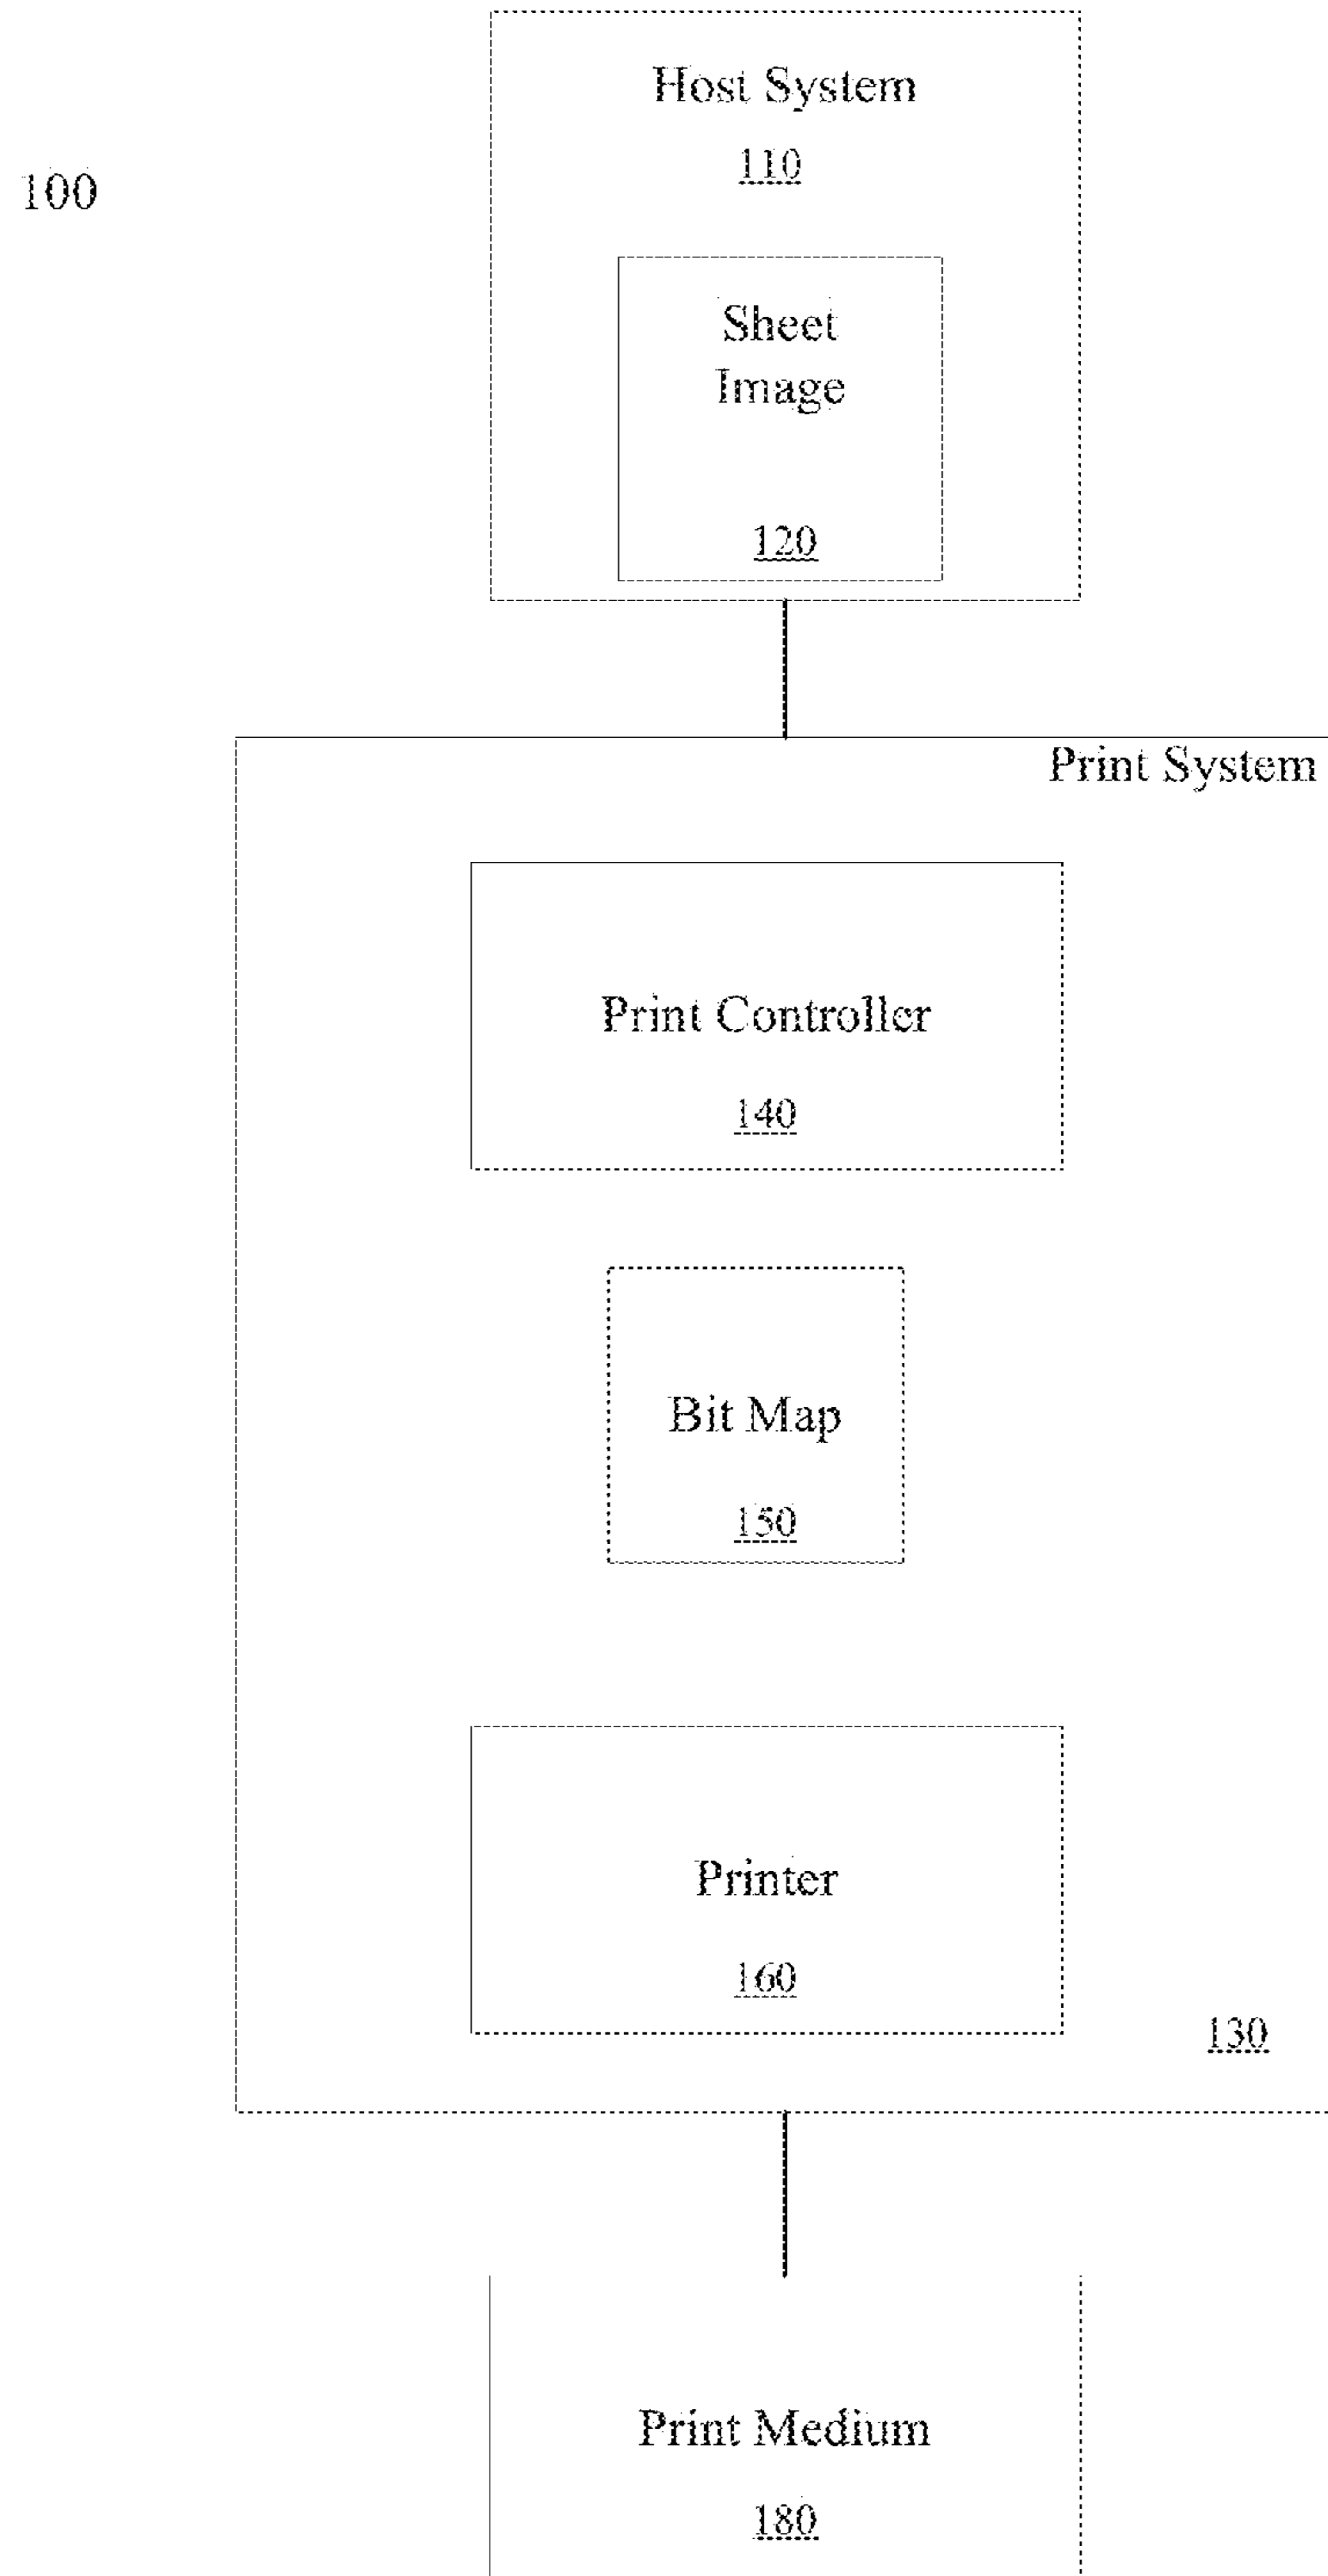 Host System
110
100
Sheet
Image
120
Print System
Print Controller
140
Bit Map
150
Printer
160
130
Print Medium
180